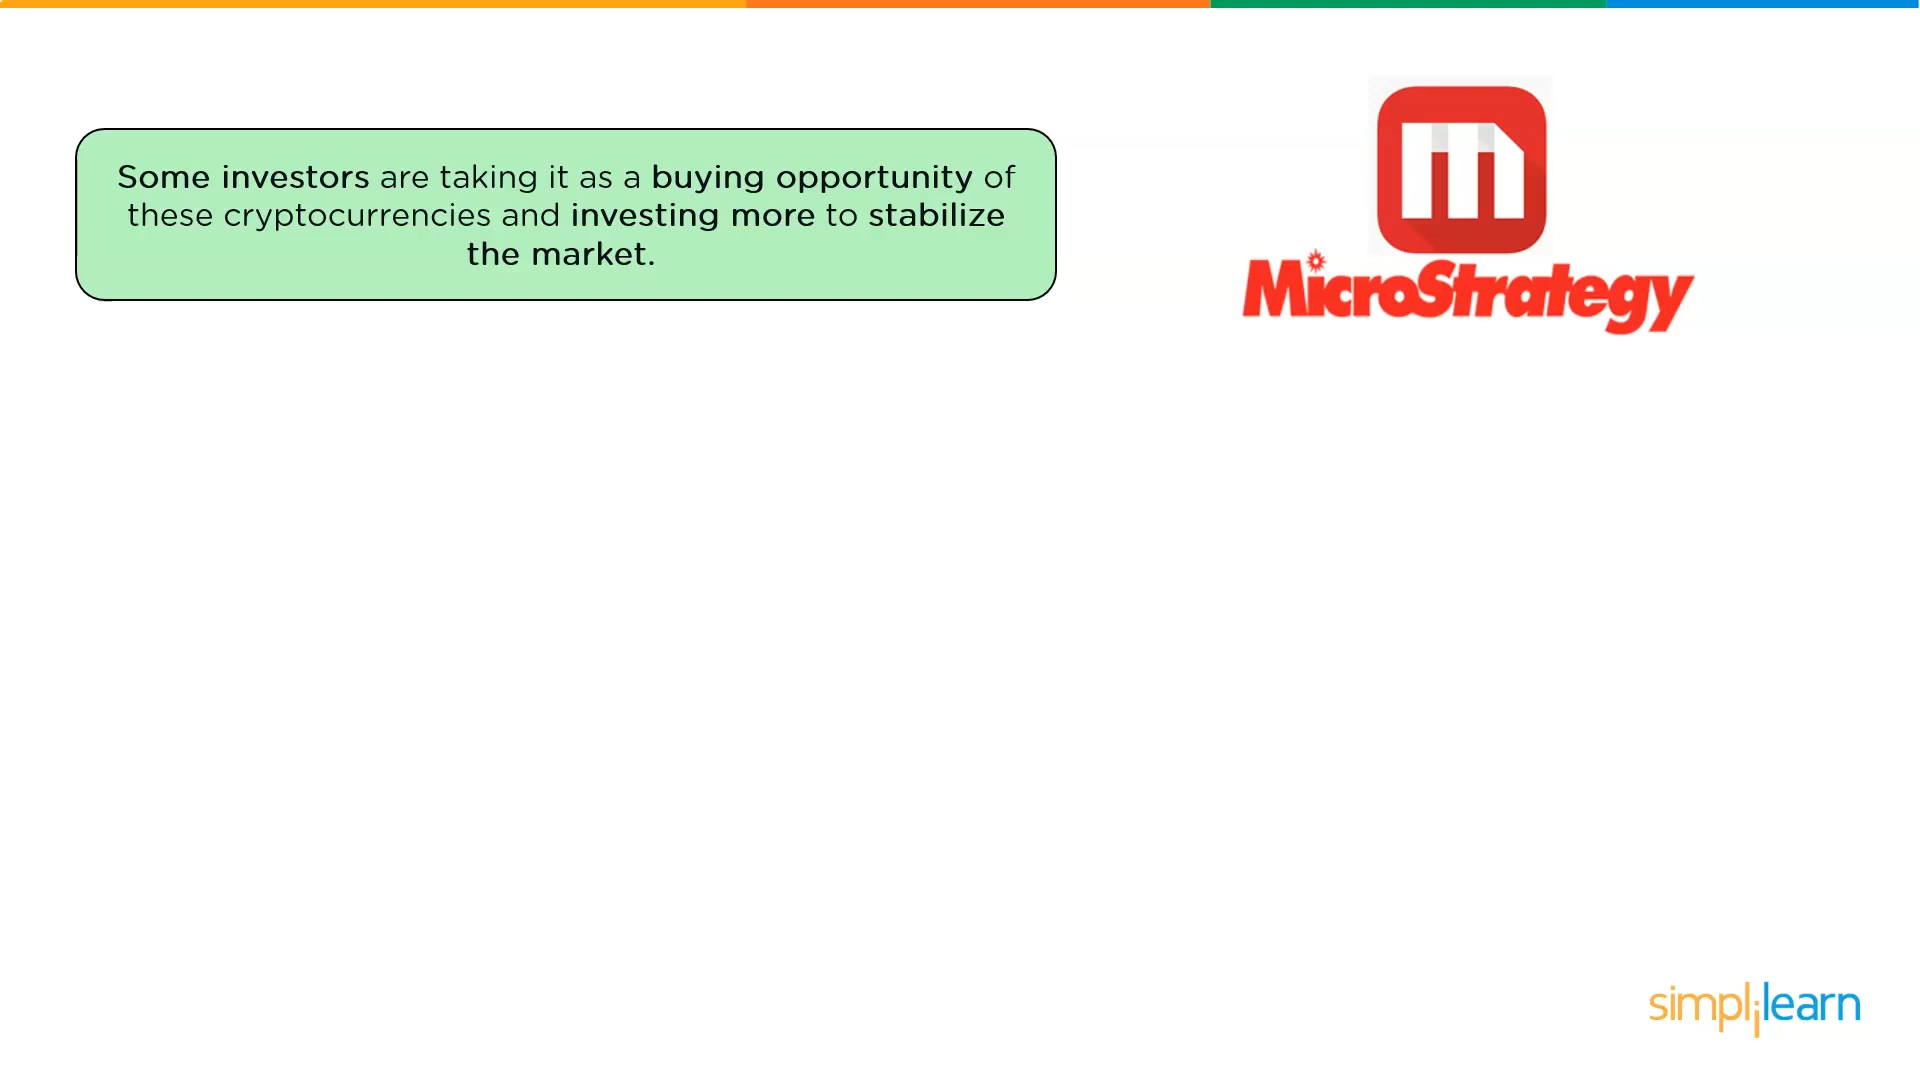 Some investors are taking it as a buying opportunity of
these cryptocurrencies and investing more to stabilize
the market.
m
MicroStrategy
simplilearn